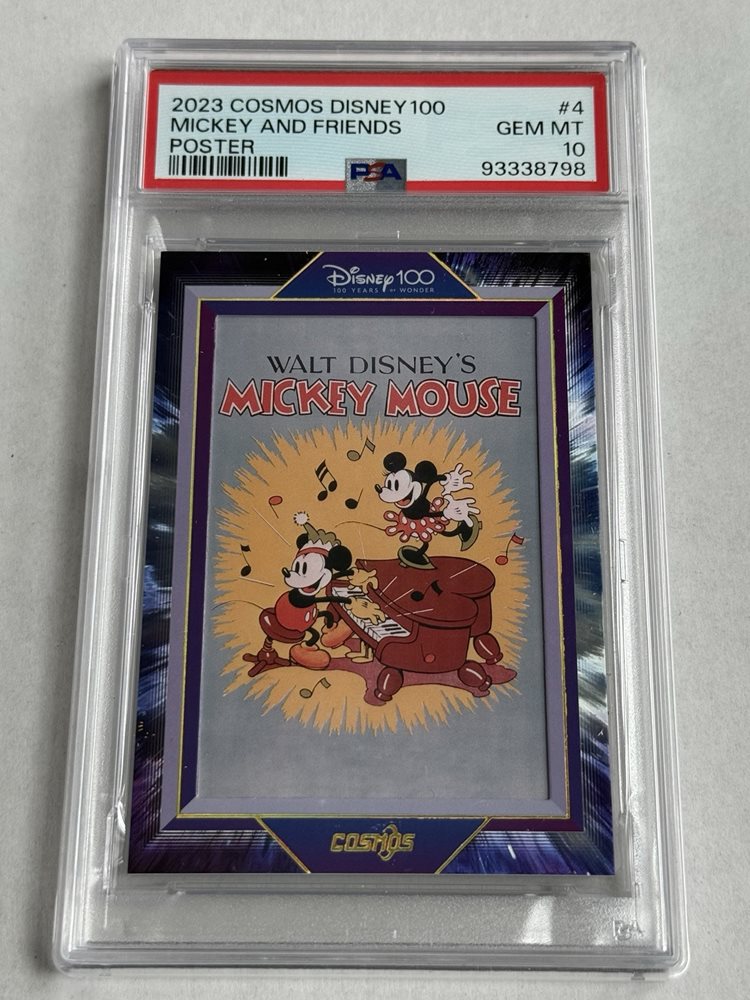 2023 COSMOS DISNEY100 #4
MICKEY AND FRIENDS GEM MT
POSTER 10
93338798
PSA
Disney100
100 YEARS OF WONDER
WALT DISNEY'S
MICKEY MOUSE
COSMOS
PSA